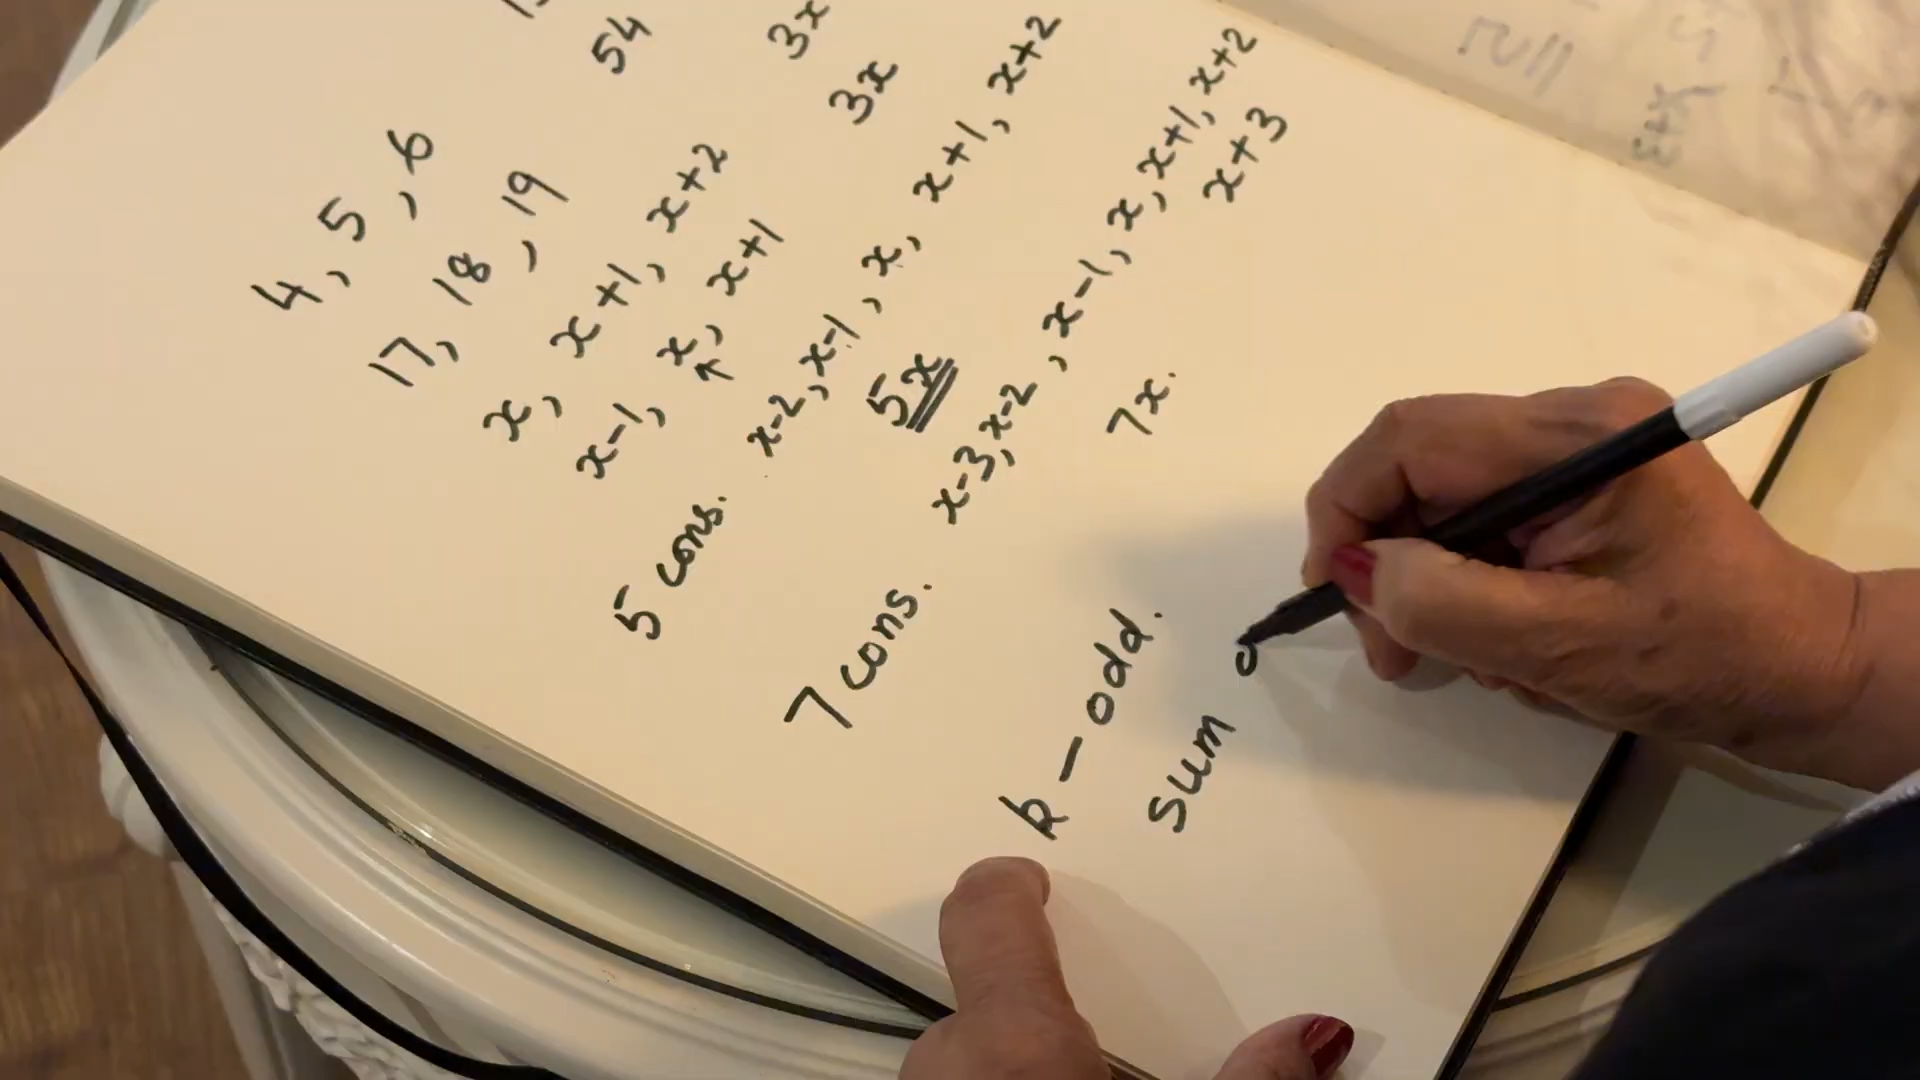 4, 5, 6
17, 18, 19 54
x, x+1, x+2 3x
x-1, x, x+1 3x
5 cons. x-2, x-1, x, x+1, x+2
5x
7 cons. x-3, x-2, x-1, x, x+1, x+2
x+3
7x.
k - odd.
sum o